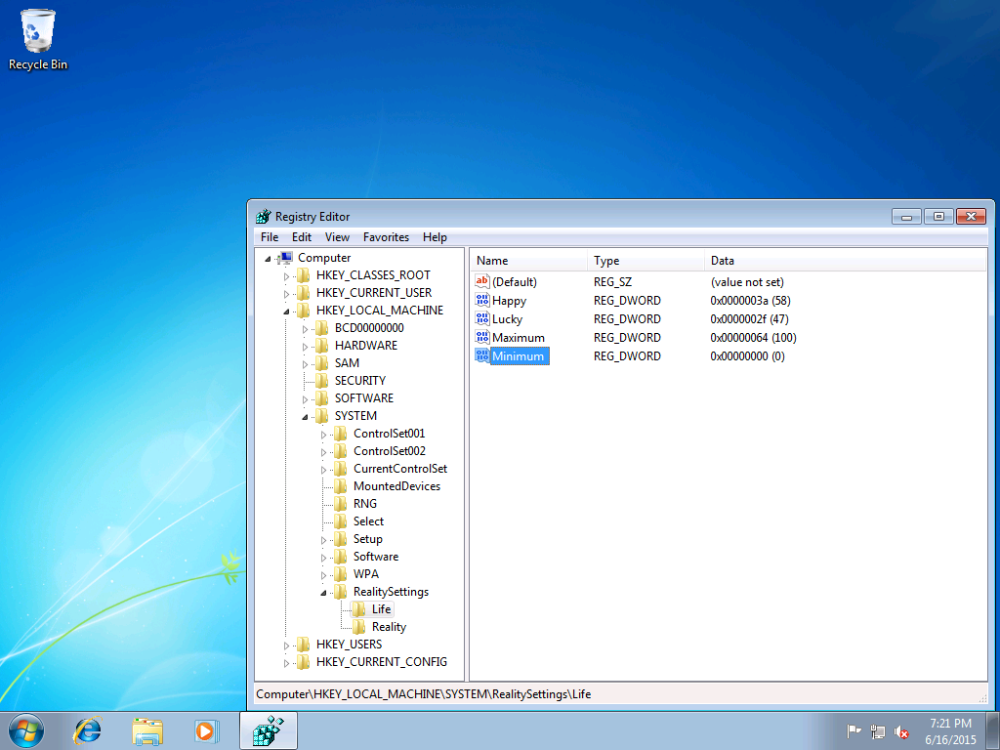 Recycle Bin
Registry Editor
File Edit View Favorites Help
Computer
HKEY_CLASSES_ROOT
HKEY_CURRENT_USER
HKEY_LOCAL_MACHINE
BCD00000000
HARDWARE
SAM
SECURITY
SOFTWARE
SYSTEM
ControlSet001
ControlSet002
CurrentControlSet
MountedDevices
RNG
Select
Setup
Software
WPA
RealitySettings
Life
Reality
HKEY_USERS
HKEY_CURRENT_CONFIG
Name Type Data
ab (Default) REG_SZ (value not set)
Happy REG_DWORD 0x0000003a (58)
Lucky REG_DWORD 0x0000002f (47)
Maximum REG_DWORD 0x00000064 (100)
Minimum REG_DWORD 0x00000000 (0)
Computer\HKEY_LOCAL_MACHINE\SYSTEM\RealitySettings\Life
7:21 PM
6/16/2015